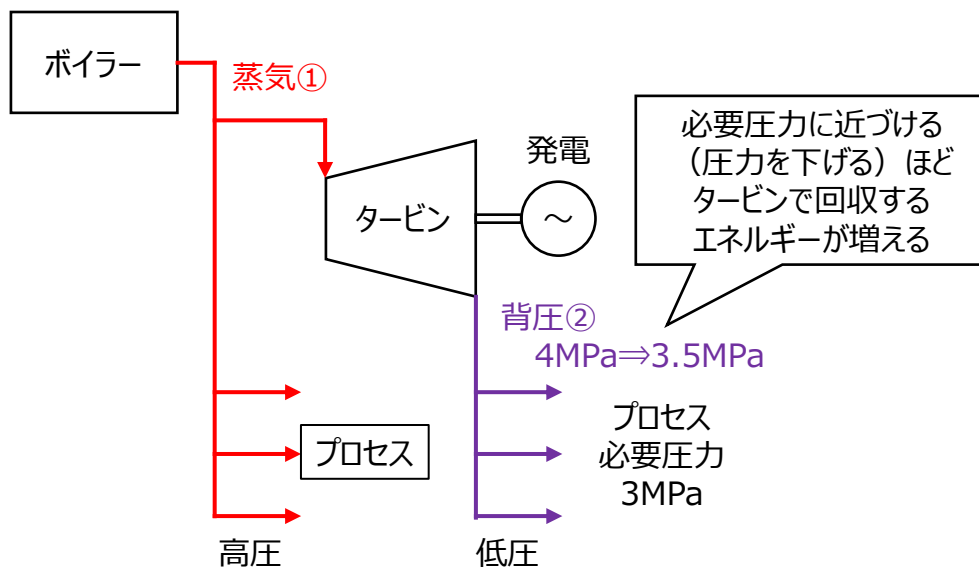 ボイラー
蒸気①
必要圧力に近づける
（圧力を下げる）ほど
タービンで回収する
エネルギーが増える
発電
～
タービン
背圧②
4MPa⇒3.5MPa
プロセス
プロセス
必要圧力
3MPa
高圧
低圧